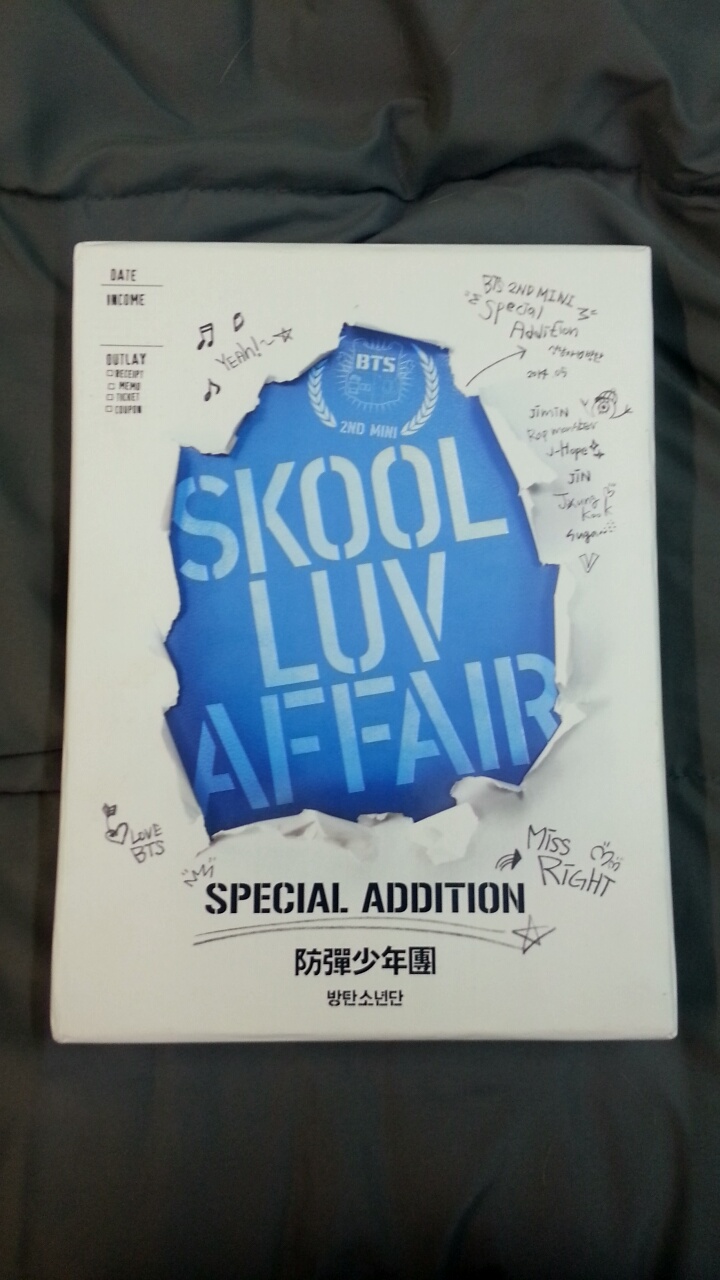 DATE
INCOME
OUTLAY
RECEIPT
MEMO
TICKET
COUPON
YEAH!~
BTS 2ND MINI
Special
Addition
2014.05
JiMiN
Rap monster
J-Hope
JiN
Jung
Kook
Suga
BTS
2ND MINI
SKOOL
LUV
AFFAIR
LOVE
BTS
MiSS
RiGHT
SPECIAL ADDITION
防彈少年團
방탄소년단